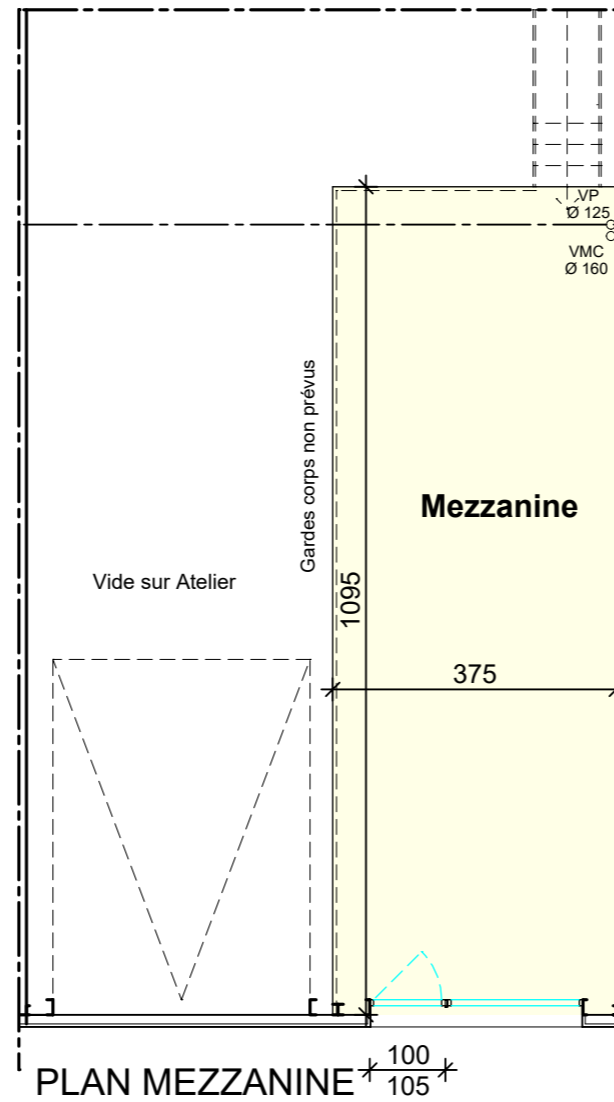 VP
Ø 125
VMC
Ø 160
Gardes corps non prévus
Mezzanine
Vide sur Atelier
1095
375
PLAN MEZZANINE
100
105